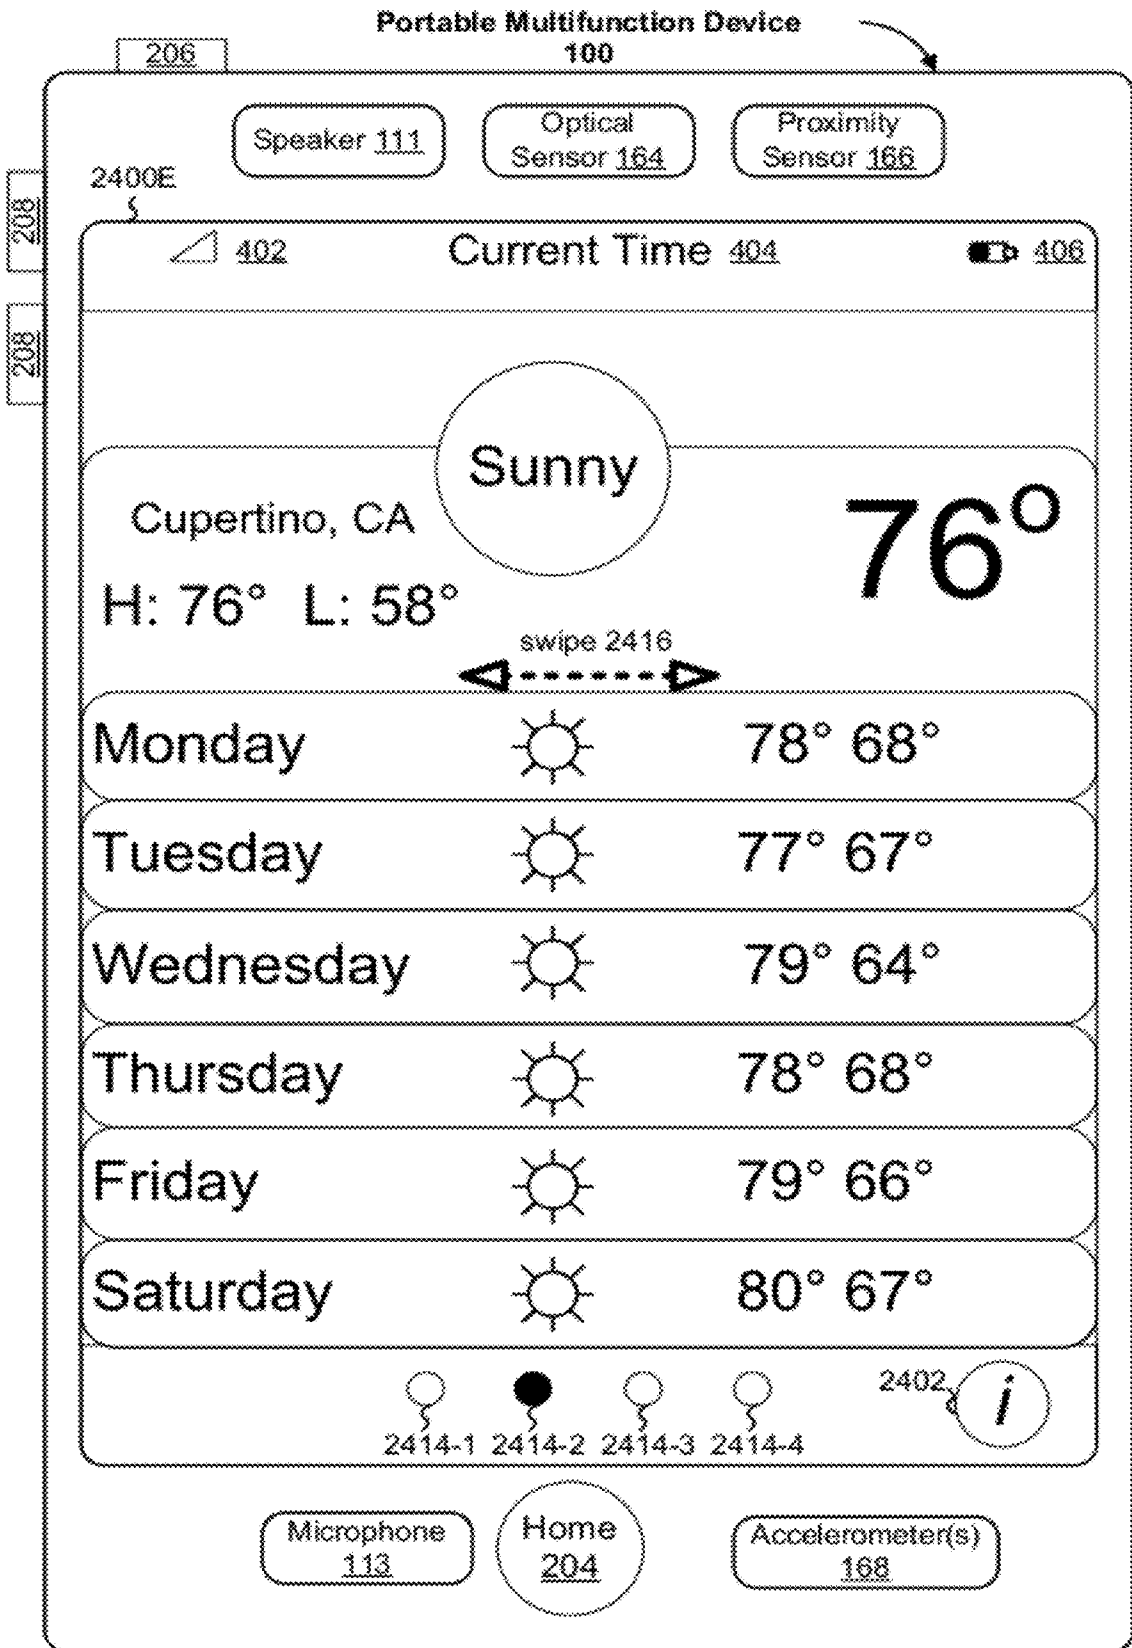 Portable Multifunction Device
100
206
Speaker 111
Optical
Sensor 164
Proximity
Sensor 166
2400E
208
208
402
Current Time 404
406
Sunny
Cupertino, CA
76°
H: 76° L: 58°
swipe 2416
Monday 78° 68°
Tuesday 77° 67°
Wednesday 79° 64°
Thursday 78° 68°
Friday 79° 66°
Saturday 80° 67°
2402
i
2414-1 2414-2 2414-3 2414-4
Microphone
113
Home
204
Accelerometer(s)
168